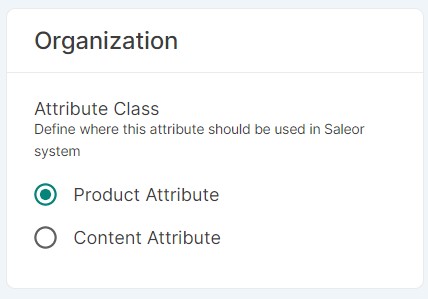 Organization
Attribute Class
Define where this attribute should be used in Saleor
system
Product Attribute
Content Attribute